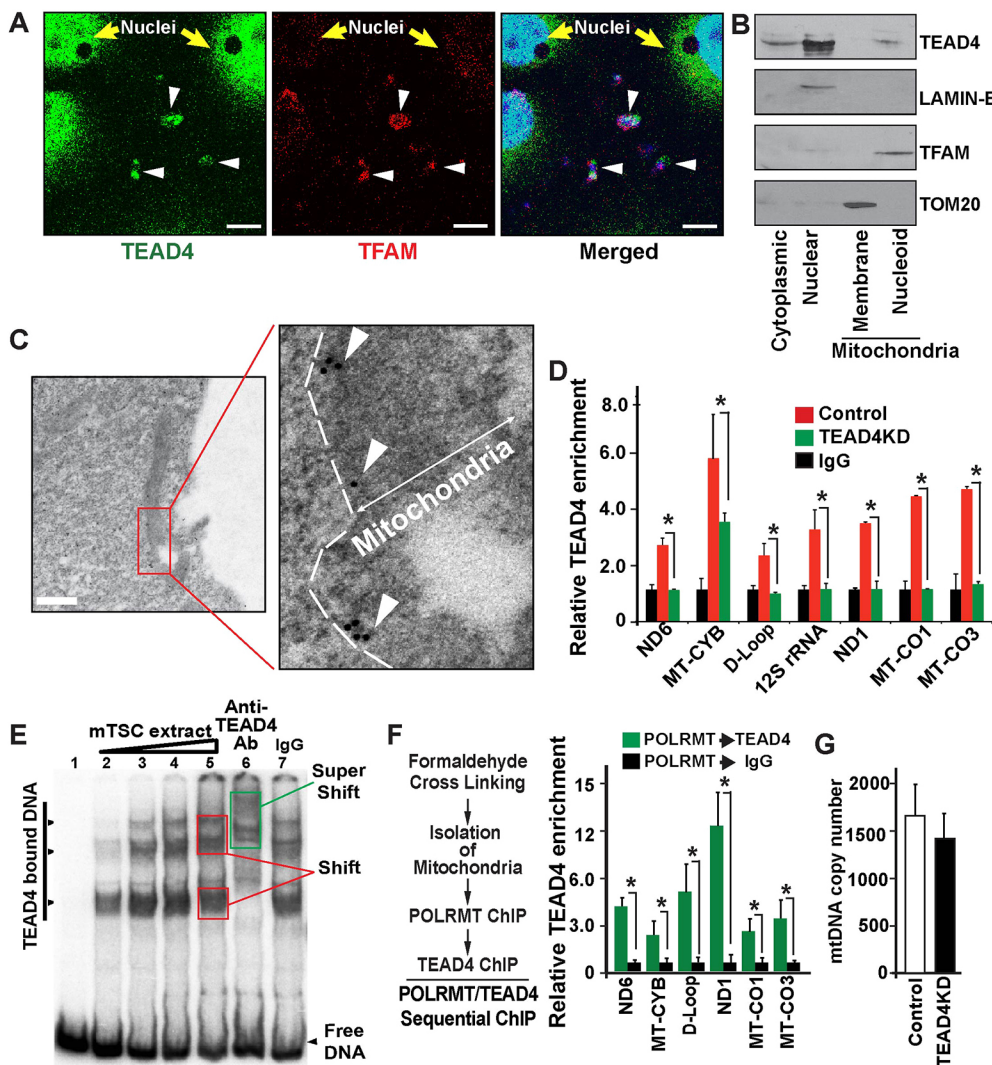 A
Nuclei
Nuclei
TEAD4
TFAM
Merged
B
TEAD4
LAMIN-B
TFAM
TOM20
Cytoplasmic
Nuclear
Membrane
Nucleoid
Mitochondria
C
Mitochondria
D
Relative TEAD4 enrichment
8.0
6.0
4.0
2.0
1.0
0
Control
TEAD4KD
IgG
*
*
*
*
*
*
*
ND6
MT-CYB
D-Loop
12S rRNA
ND1
MT-CO1
MT-CO3
E
mTSC extract
Anti-
TEAD4
Ab
IgG
1
2
3
4
5
6
7
TEAD4 bound DNA
Super
Shift
Shift
Free
DNA
F
Formaldehyde
Cross Linking
Isolation
of
Mitochondria
POLRMT ChIP
TEAD4 ChIP
POLRMT/TEAD4
Sequential ChIP
POLRMT TEAD4
POLRMT IgG
Relative TEAD4 enrichment
15
12
9.0
6.0
3.0
0
*
*
*
*
*
*
ND6
MT-CYB
D-Loop
ND1
MT-CO1
MT-CO3
G
mtDNA copy number
2000
1500
1000
500
0
Control
TEAD4KD